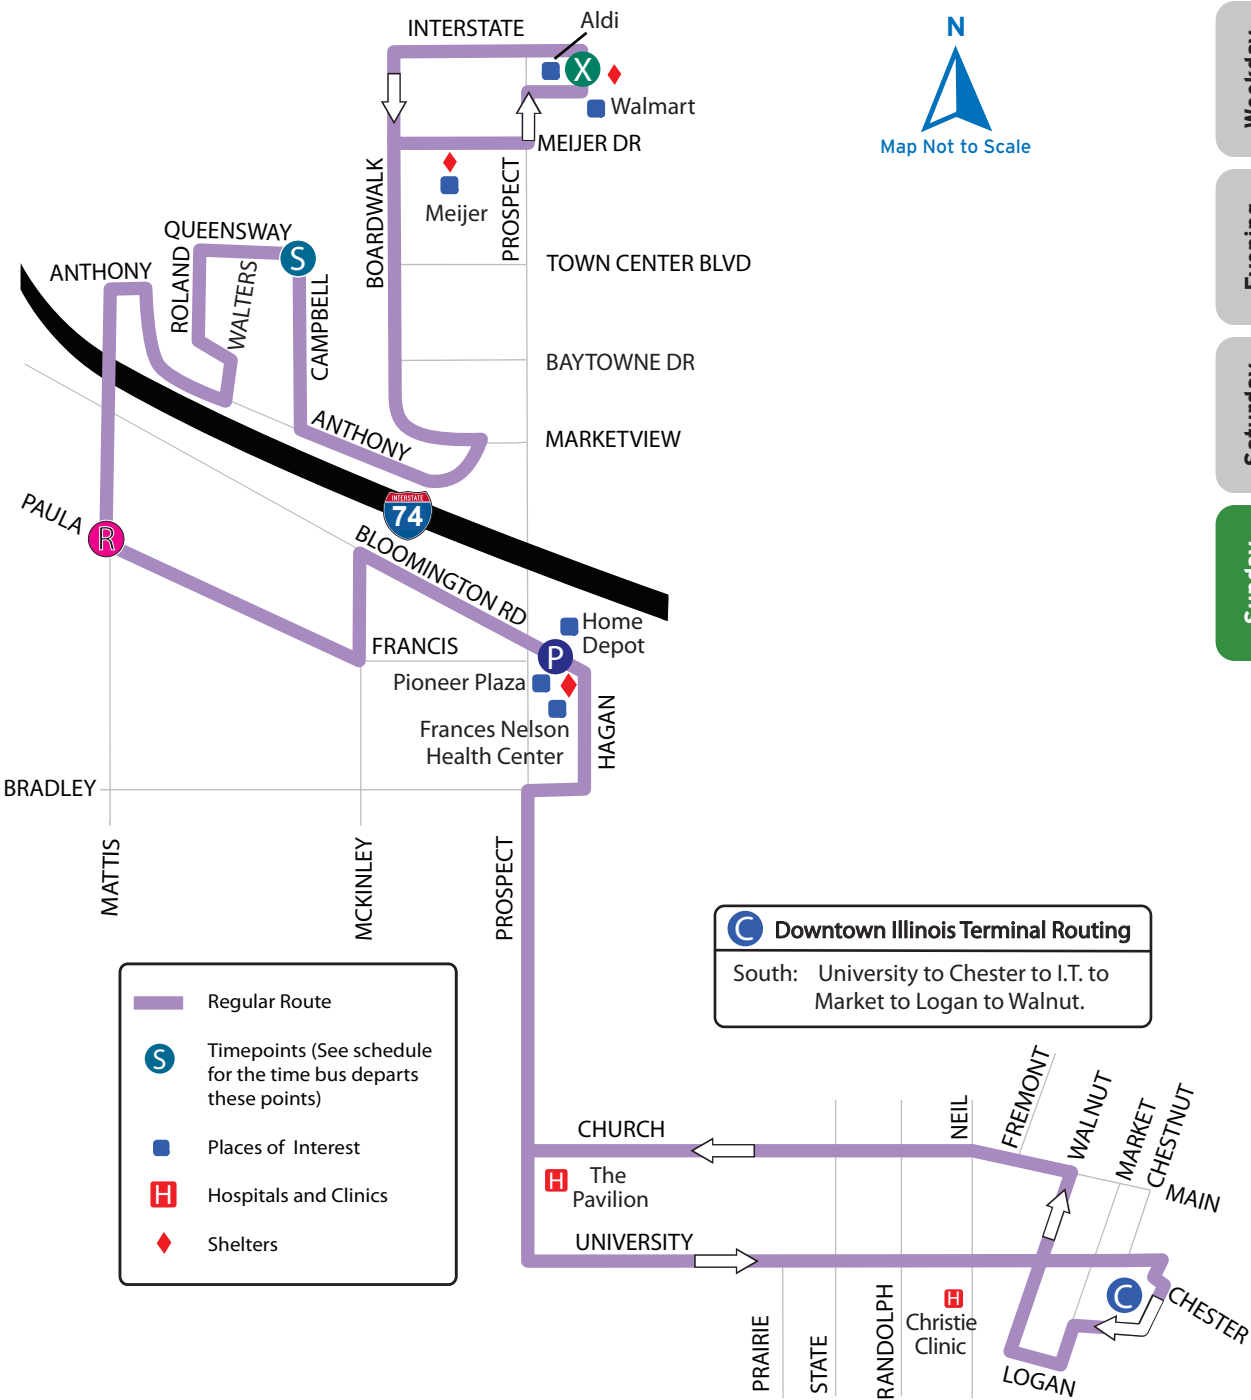 INTERSTATE
Aldi
X
Walmart
MEIJER DR
N
Map Not to Scale
Weekday
Evening
Saturday
Sunday
BOARDWALK
PROSPECT
Meijer
QUEENSWAY
S
ANTHONY
ROLAND
WALTERS
CAMPBELL
TOWN CENTER BLVD
BAYTOWNE DR
MARKETVIEW
ANTHONY
INTERSTATE
74
PAULA
R
BLOOMINGTON RD
Home
Depot
FRANCIS
P
Pioneer Plaza
Frances Nelson
Health Center
HAGAN
BRADLEY
MATTIS
MCKINLEY
PROSPECT
C Downtown Illinois Terminal Routing
South: University to Chester to I.T. to
Market to Logan to Walnut.
Regular Route
S
Timepoints (See schedule
for the time bus departs
these points)
Places of Interest
H Hospitals and Clinics
Shelters
CHURCH
NEIL
FREMONT
WALNUT
MARKET
CHESTNUT
MAIN
H
The
Pavilion
UNIVERSITY
PRAIRIE
STATE
RANDOLPH
H
Christie
Clinic
C
CHESTER
LOGAN